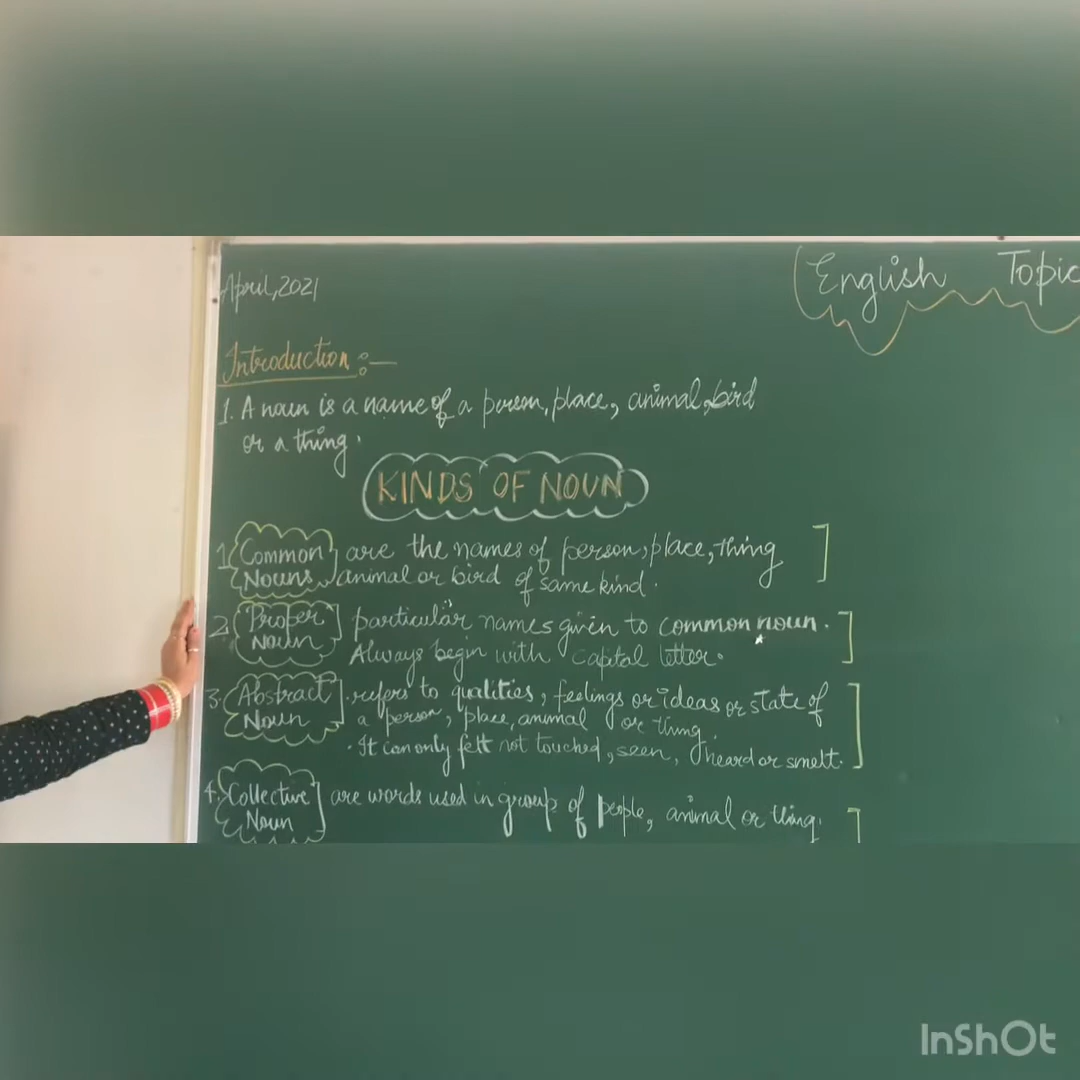 April, 2021
English Topic
Introduction :—
1. A noun is a name of a person, place, animal, bird
or a thing.
KINDS OF NOUN
1. Common Nouns are the names of person, place, thing
animal or bird of same kind.
2. Proper Noun particular names given to common noun.
Always begin with capital letter.
3. Abstract Noun . refers to qualities, feelings or ideas or state of
a person, place, animal or thing.
. It can only felt not touched, seen, heard or smelt.
4. Collective Noun are words used in group of people, animal or thing.
InShOt